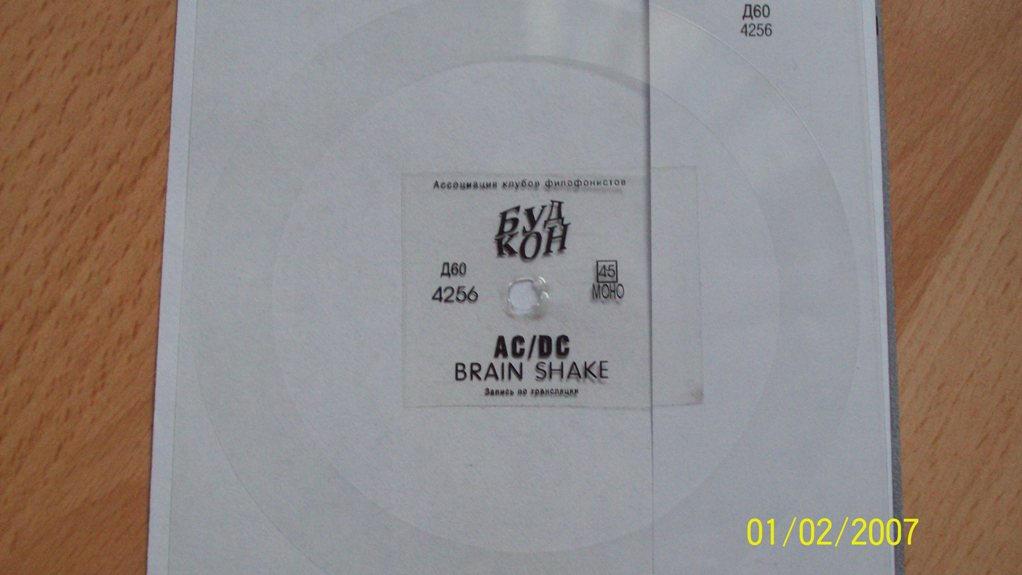 Д60
4256
Ассоциация клубов филофонистов
БУД
КОН
Д60
4256
45
МОНО
AC/DC
BRAIN SHAKE
Запись по трансляции
01/02/2007